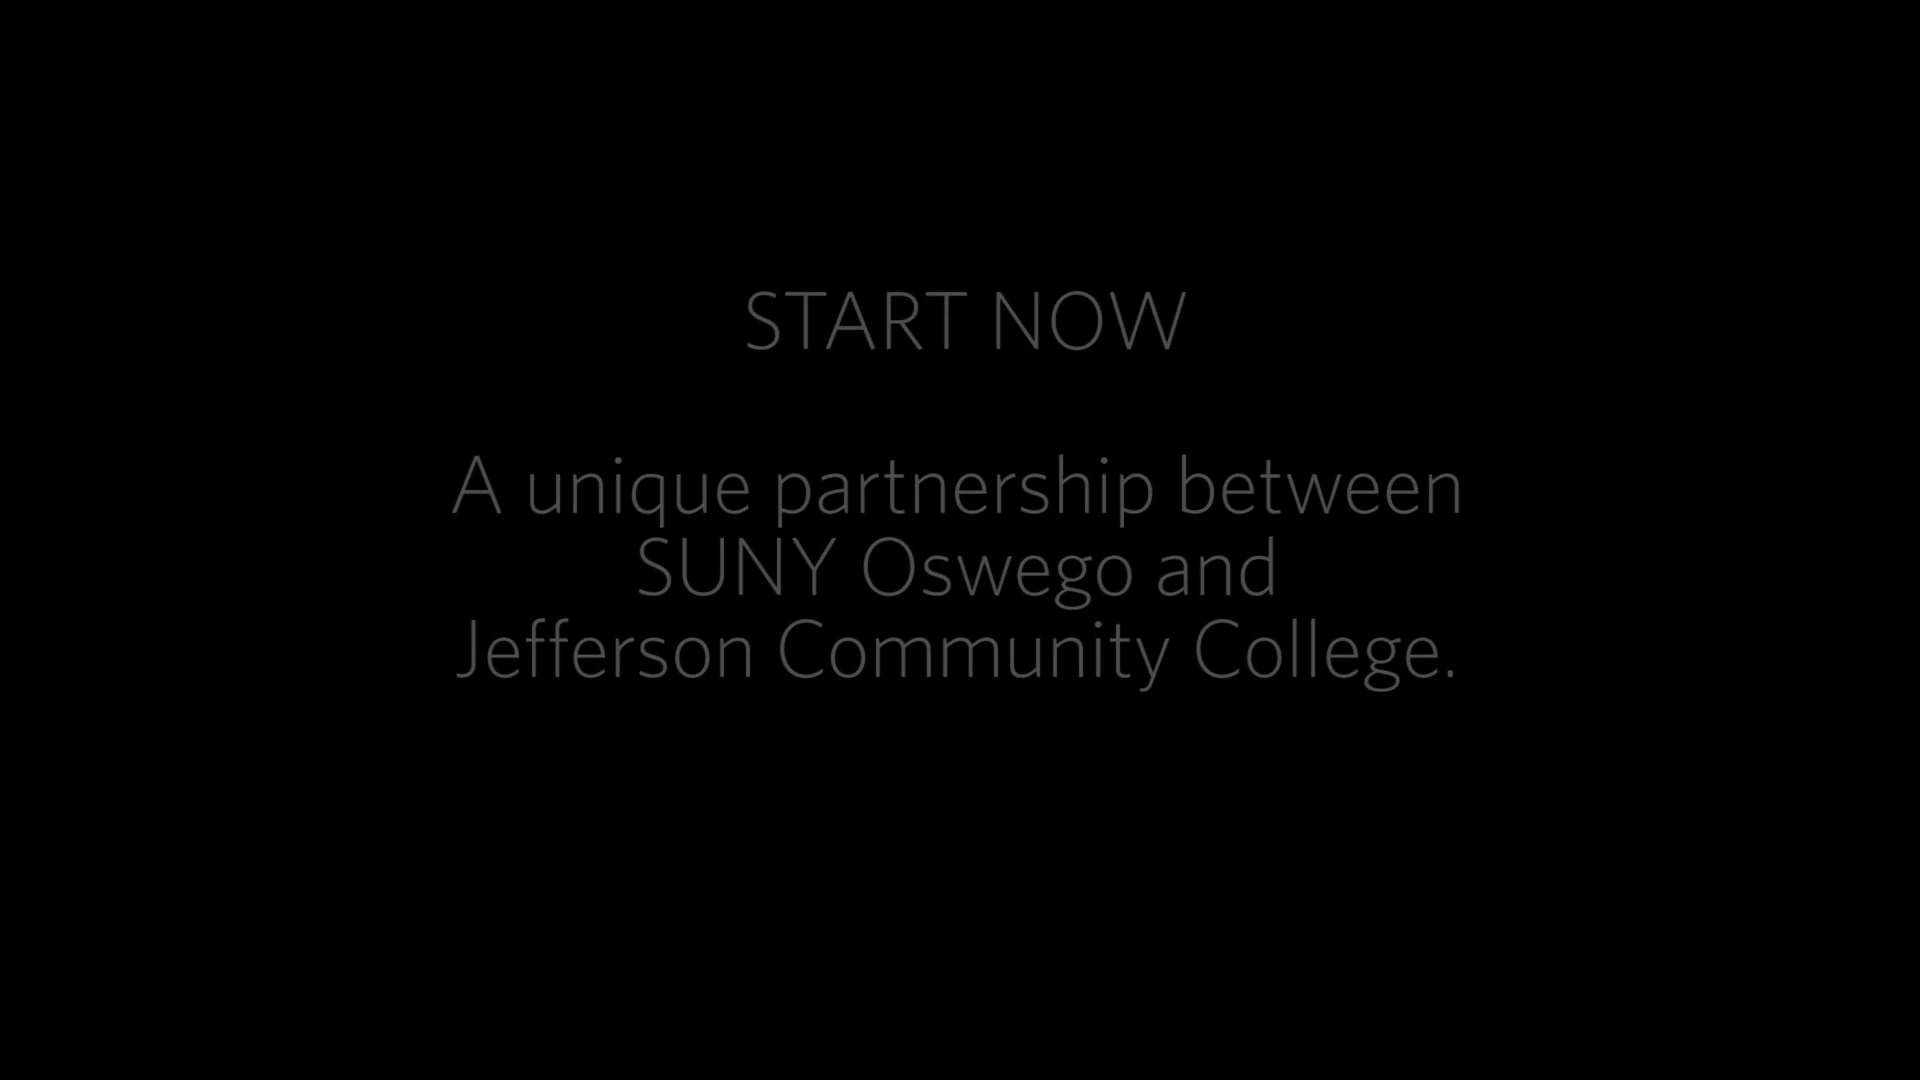 START NOW
A unique partnership between
SUNY Oswego and
Jefferson Community College.